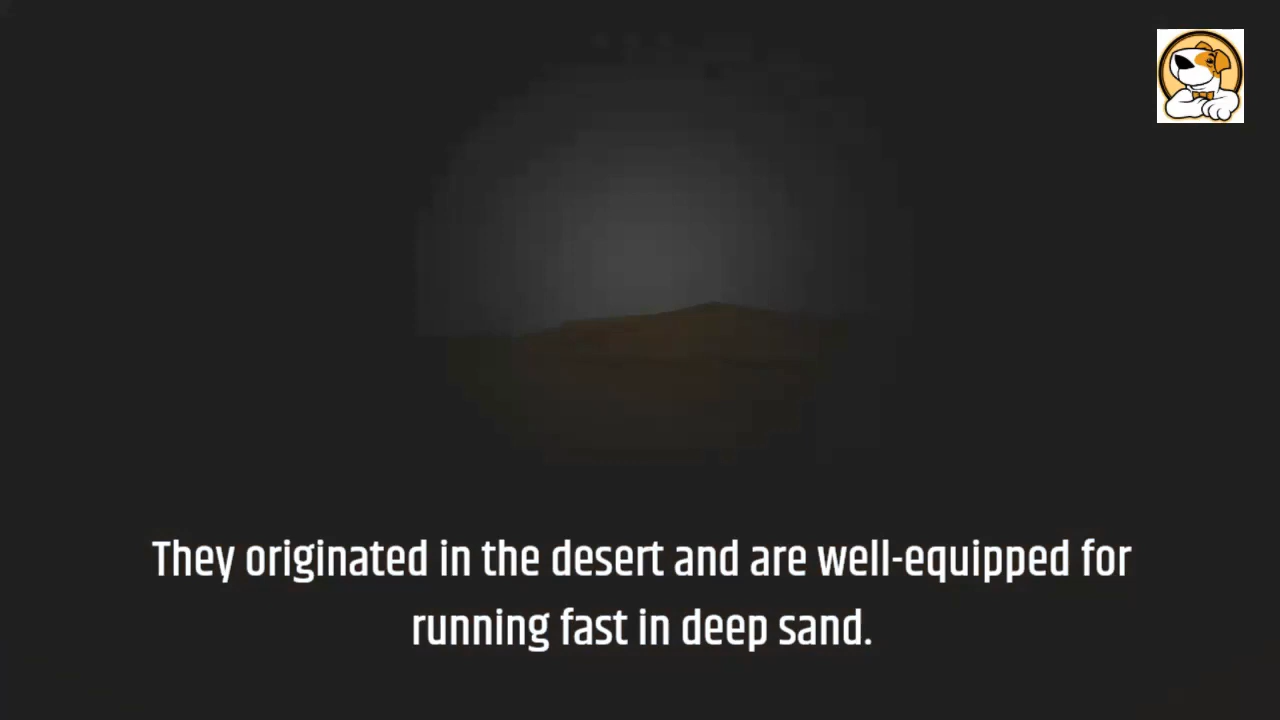 They originated in the desert and are well-equipped for
running fast in deep sand.